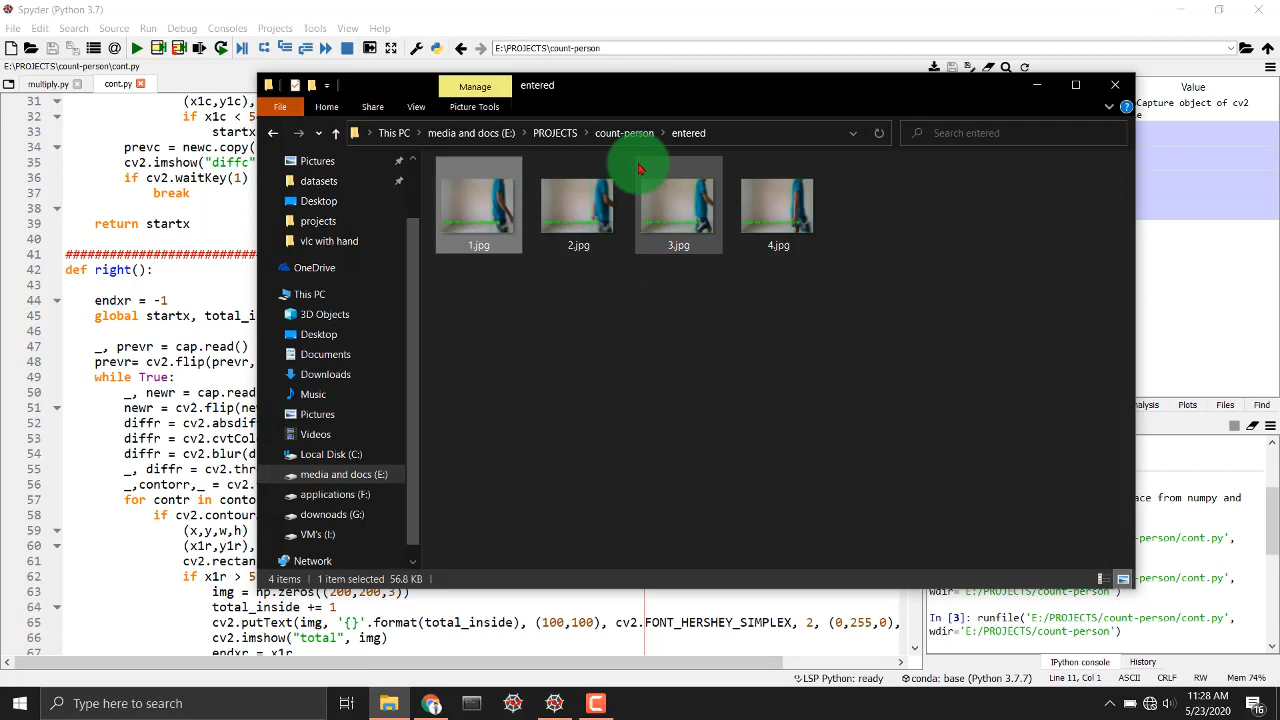 Spyder (Python 3.7)
File Edit Search Source Run Debug Consoles Projects Tools View Help
E:\PROJECTS\count-person
E:\PROJECTS\count-person\cont.py
multiply.py cont.py
Value
Capture object of cv2
e
31 (x1c,y1c),
32 if x1c <
33 startx
34 prevc = newc.copy(
35 cv2.imshow("diffc"
36 if cv2.waitKey(1)
37 break
38
39 return startx
40
41 ##########################
42 def right():
43
44 endxr = -1
45 global startx, total_i
46
47 _, prevr = cap.read()
48 prevr= cv2.flip(prevr,
49 while True:
50 _, newr = cap.rea
51 newr = cv2.flip(ne
52 diffr = cv2.absdif
53 diffr = cv2.cvtCol
54 diffr = cv2.blur(d
55 _, diffr = cv2.thr
56 _,contorr,_ = cv2.
57 for contr in conto
58 if cv2.contour
59 (x,y,w,h)
60 (x1r,y1r),
61 cv2.rectan
62 if x1r > 5
63 img = np.zeros((200,200,3))
64 total_inside += 1
65 cv2.putText(img, '{}'.format(total_inside), (100,100), cv2.FONT_HERSHEY_SIMPLEX, 2, (0,255,0),
66 cv2.imshow("total", img)
67 endxr = x1r
Manage
entered
File Home Share View Picture Tools
This PC media and docs (E:) PROJECTS count-person entered
Search entered
Pictures
datasets
Desktop
projects
vlc with hand
OneDrive
This PC
3D Objects
Desktop
Documents
Downloads
Music
Pictures
Videos
Local Disk (C:)
media and docs (E:)
applications (F:)
downoads (G:)
VM's (I:)
Network
1.jpg 2.jpg 3.jpg 4.jpg
4 items 1 item selected 56.8 KB
nalysis Plots Files Find
ace from numpy and
E:/PROJECTS/count-person/cont.py',
wdir='E:/PROJECTS/count-person')
In [3]: runfile('E:/PROJECTS/count-person/cont.py',
wdir='E:/PROJECTS/count-person')
IPython console History
LSP Python: ready conda: base (Python 3.7.7) Line 11, Col 1 ASCII CRLF RW Mem 74%
Type here to search
11:28 AM
5/23/2020
16